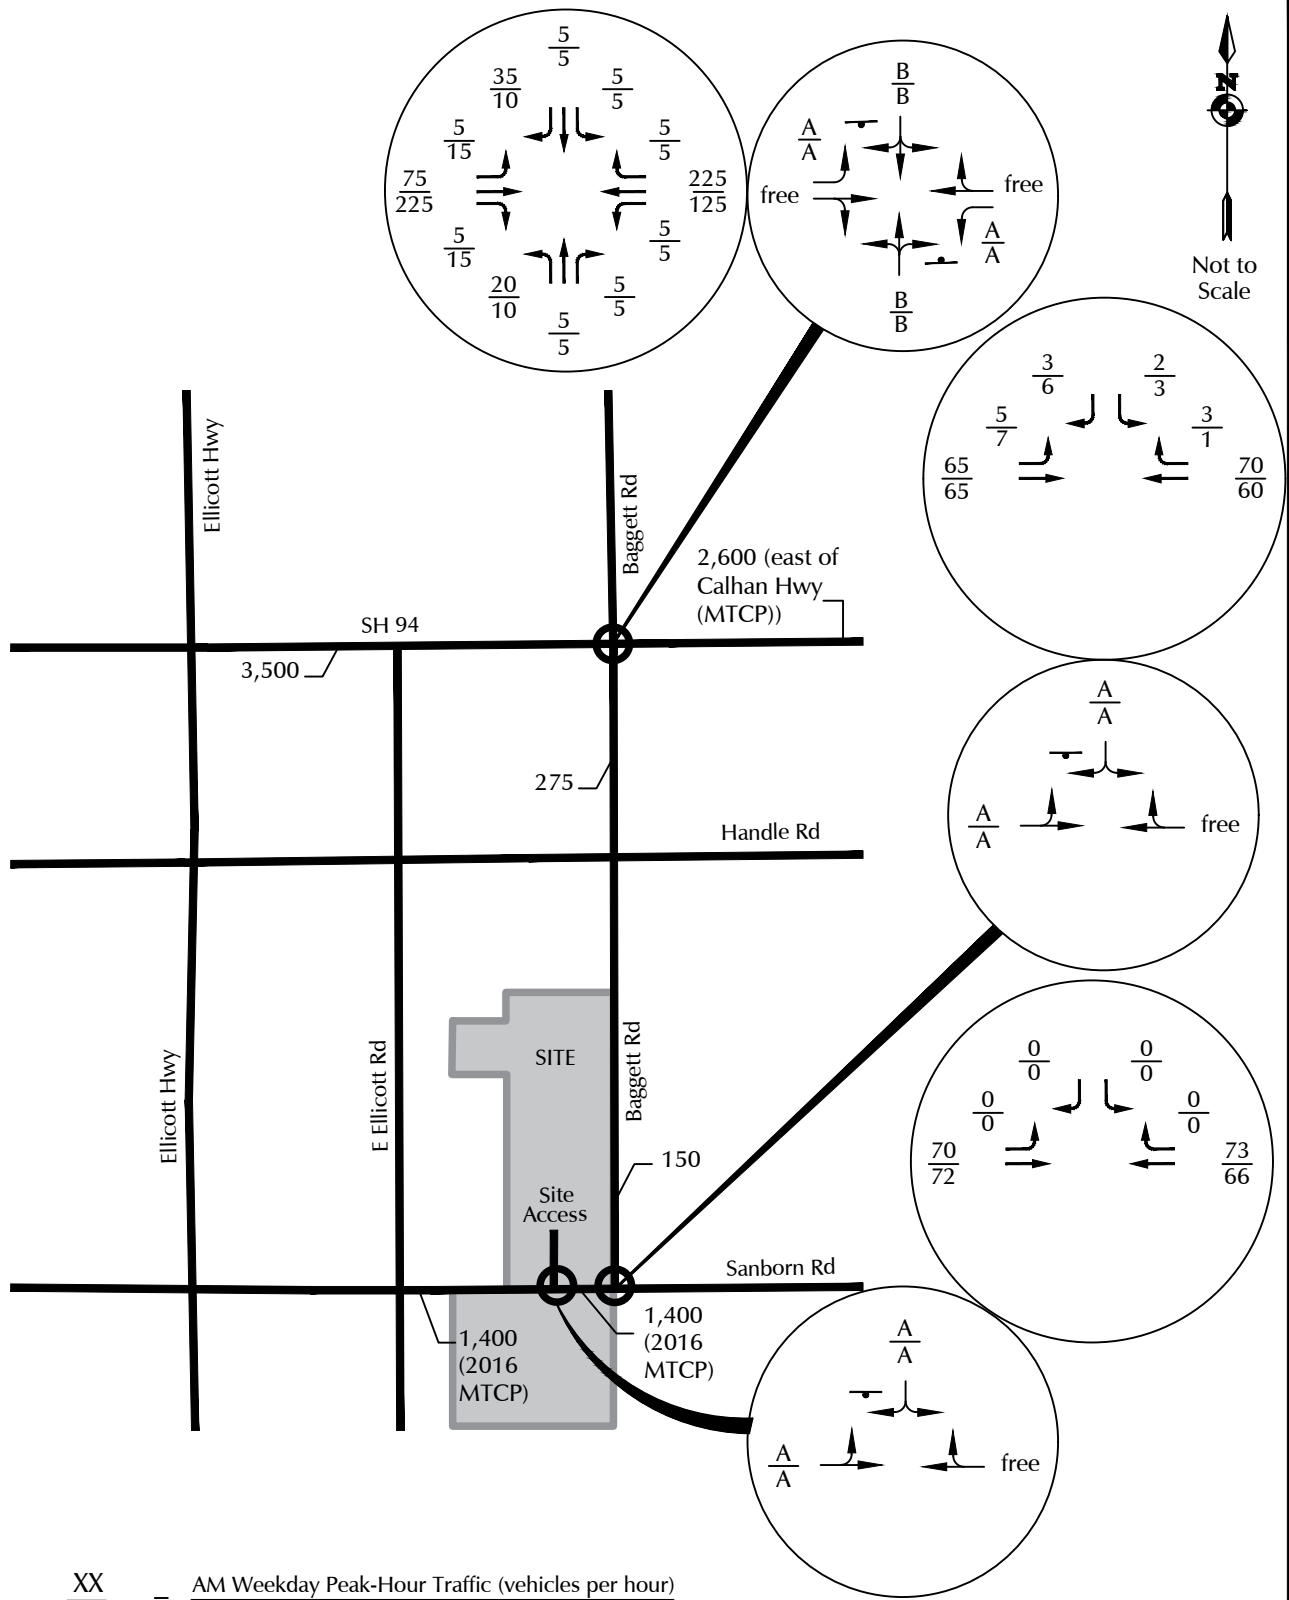 5
5
35
10
5
5
5
15
5
5
75
225
225
125
5
15
5
5
20
10
5
5
5
5
B
B
A
A
free
free
A
A
B
B
N
Not to
Scale
3
6
2
3
5
7
3
1
65
65
70
60
Ellicott Hwy
Baggett Rd
2,600 (east of
Calhan Hwy
(MTCP))
SH 94
3,500
275
Handle Rd
A
A
A
A
free
SITE
Ellicott Hwy
E Ellicott Rd
Baggett Rd
150
Site
Access
Sanborn Rd
1,400
(2016
MTCP)
1,400
(2016
MTCP)
0
0
0
0
0
0
0
0
70
72
73
66
A
A
A
A
free
XX
– AM Weekday Peak-Hour Traffic (vehicles per hour)